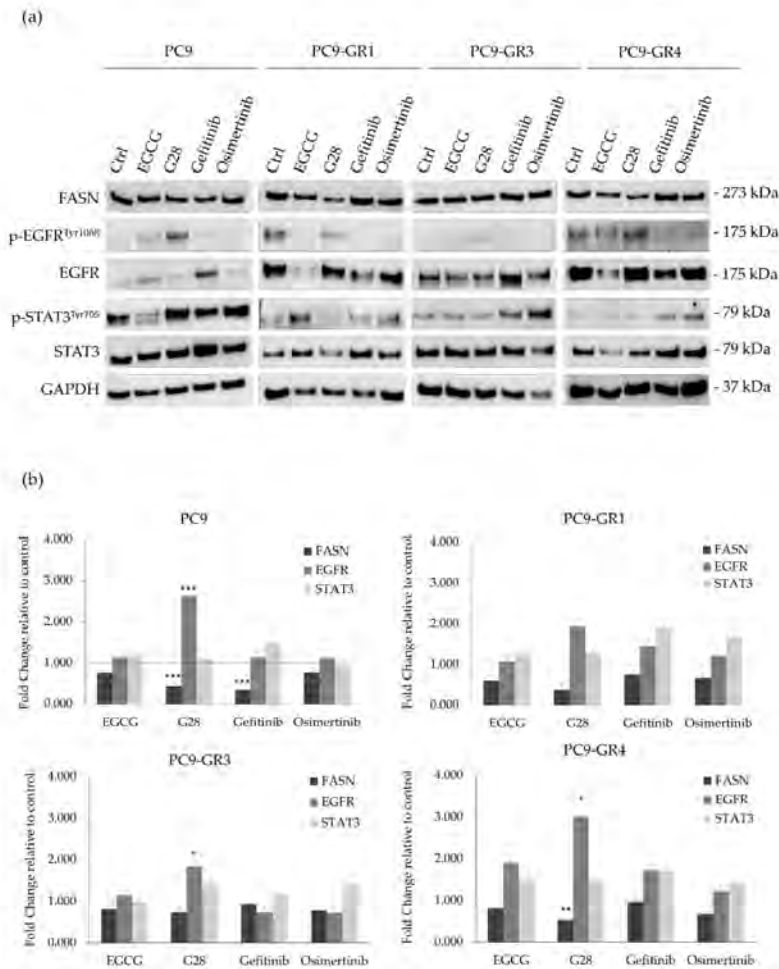 (a)
PC9 PC9-GR1 PC9-GR3 PC9-GR4
Ctrl EGCG G28 Gefitinib Osimertinib Ctrl EGCG G28 Gefitinib Osimertinib Ctrl EGCG G28 Gefitinib Osimertinib Ctrl EGCG G28 Gefitinib Osimertinib
FASN - 273 kDa
p-EGFR - 175 kDa
EGFR - 175 kDa
p-STAT3 - 79 kDa
STAT3 - 79 kDa
GAPDH - 37 kDa
(b)
PC9
Fold Change relative to control
4.000
3.000
2.000
1.000
0.000
FASN
EGFR
STAT3
***
***
***
EGCG G28 Gefitinib Osimertinib
PC9-GR1
Fold Change relative to control
4.000
3.000
2.000
1.000
0.000
FASN
EGFR
STAT3
EGCG G28 Gefitinib Osimertinib
PC9-GR3
Fold Change relative to control.
4.000
3.000
2.000
1.000
0.000
FASN
EGFR
STAT3
*
EGCG G28 Gefitinib Osimertinib
PC9-GR4
Fold Change relative to control
4.000
3.000
2.000
1.000
0.000
FASN
EGFR
STAT3
*
**
EGCG G28 Gefitinib Osimertinib